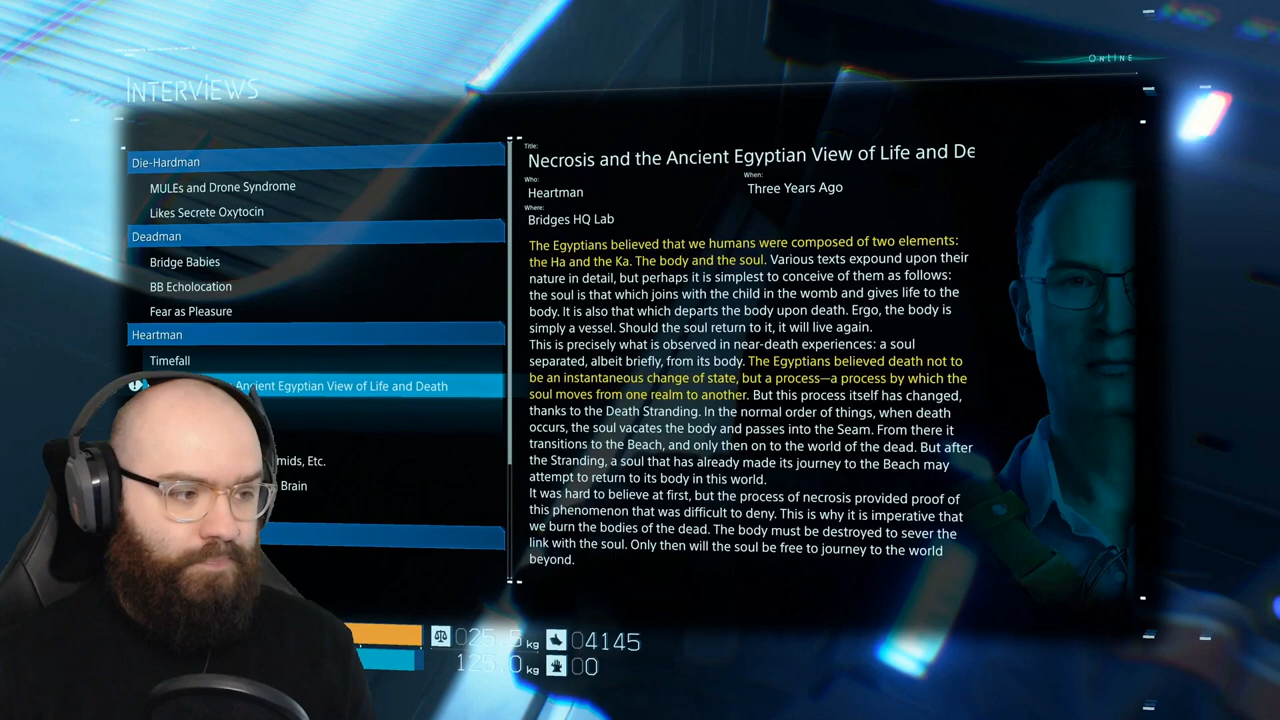 INTERVIEWS
ONLINE
Die-Hardman
MULEs and Drone Syndrome
Likes Secrete Oxytocin
Deadman
Bridge Babies
BB Echolocation
Fear as Pleasure
Heartman
Timefall
Ancient Egyptian View of Life and Death
mids, Etc.
Brain
Title:
Necrosis and the Ancient Egyptian View of Life and De
Who:
Heartman
When:
Three Years Ago
Where:
Bridges HQ Lab
The Egyptians believed that we humans were composed of two elements:
the Ha and the Ka. The body and the soul. Various texts expound upon their
nature in detail, but perhaps it is simplest to conceive of them as follows:
the soul is that which joins with the child in the womb and gives life to the
body. It is also that which departs the body upon death. Ergo, the body is
simply a vessel. Should the soul return to it, it will live again.
This is precisely what is observed in near-death experiences: a soul
separated, albeit briefly, from its body. The Egyptians believed death not to
be an instantaneous change of state, but a process—a process by which the
soul moves from one realm to another. But this process itself has changed,
thanks to the Death Stranding. In the normal order of things, when death
occurs, the soul vacates the body and passes into the Seam. From there it
transitions to the Beach, and only then on to the world of the dead. But after
the Stranding, a soul that has already made its journey to the Beach may
attempt to return to its body in this world.
It was hard to believe at first, but the process of necrosis provided proof of
this phenomenon that was difficult to deny. This is why it is imperative that
we burn the bodies of the dead. The body must be destroyed to sever the
link with the soul. Only then will the soul be free to journey to the world
beyond.
025.5 kg 04145
125.0 kg 00